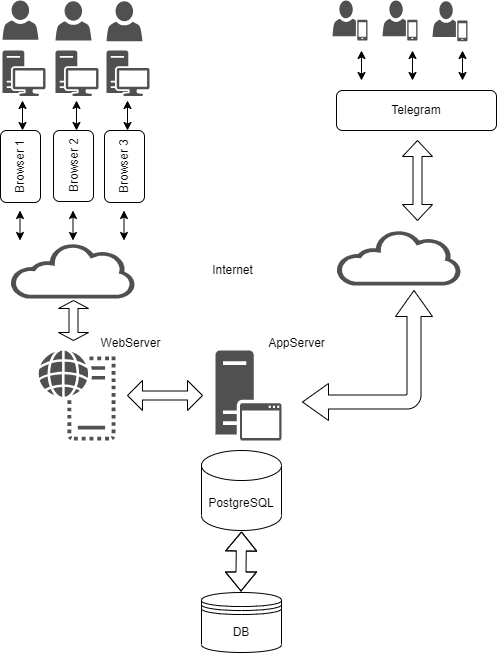 Telegram
Browser 1
Browser 2
Browser 3
Internet
WebServer
AppServer
PostgreSQL
DB